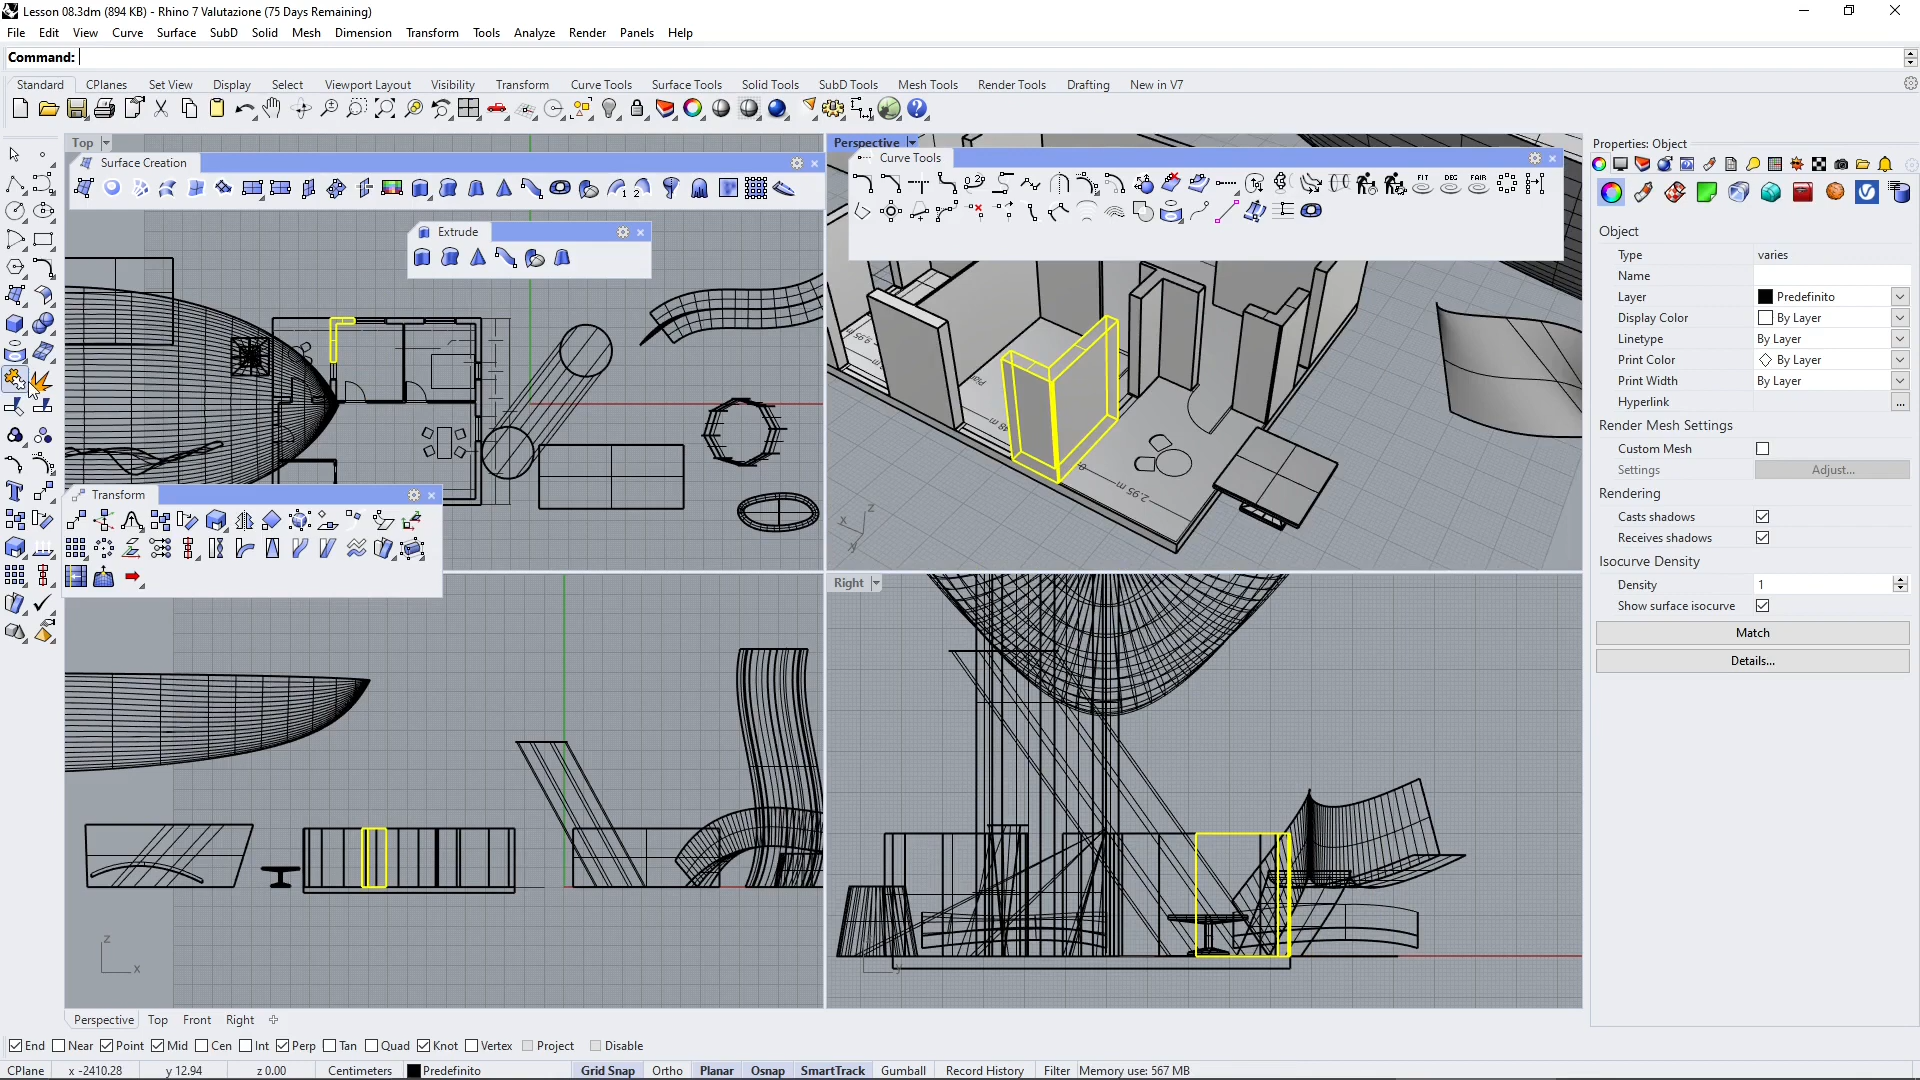 Lesson 08.3dm (894 KB) - Rhino 7 Valutazione (75 Days Remaining)
File Edit View Curve Surface SubD Solid Mesh Dimension Transform Tools Analyze Render Panels Help
Command:
Standard CPlanes Set View Display Select Viewport Layout Visibility Transform Curve Tools Surface Tools Solid Tools SubD Tools Mesh Tools Render Tools Drafting New in V7
Top
Surface Creation
Extrude
Transform
Perspective
Curve Tools
FIT DEG FAIR
2.95 m
2.95 m
z
x
y
Right
z
x
y
Properties: Object
Object
Type varies
Name
Layer Predefinito
Display Color By Layer
Linetype By Layer
Print Color By Layer
Print Width By Layer
Hyperlink ...
Render Mesh Settings
Custom Mesh
Settings Adjust...
Rendering
Casts shadows
Receives shadows
Isocurve Density
Density 1
Show surface isocurve
Match
Details...
Perspective Top Front Right
End Near Point Mid Cen Int Perp Tan Quad Knot Vertex Project Disable
CPlane x -2410.28 y 12.94 z 0.00 Centimeters Predefinito Grid Snap Ortho Planar Osnap SmartTrack Gumball Record History Filter Memory use: 567 MB